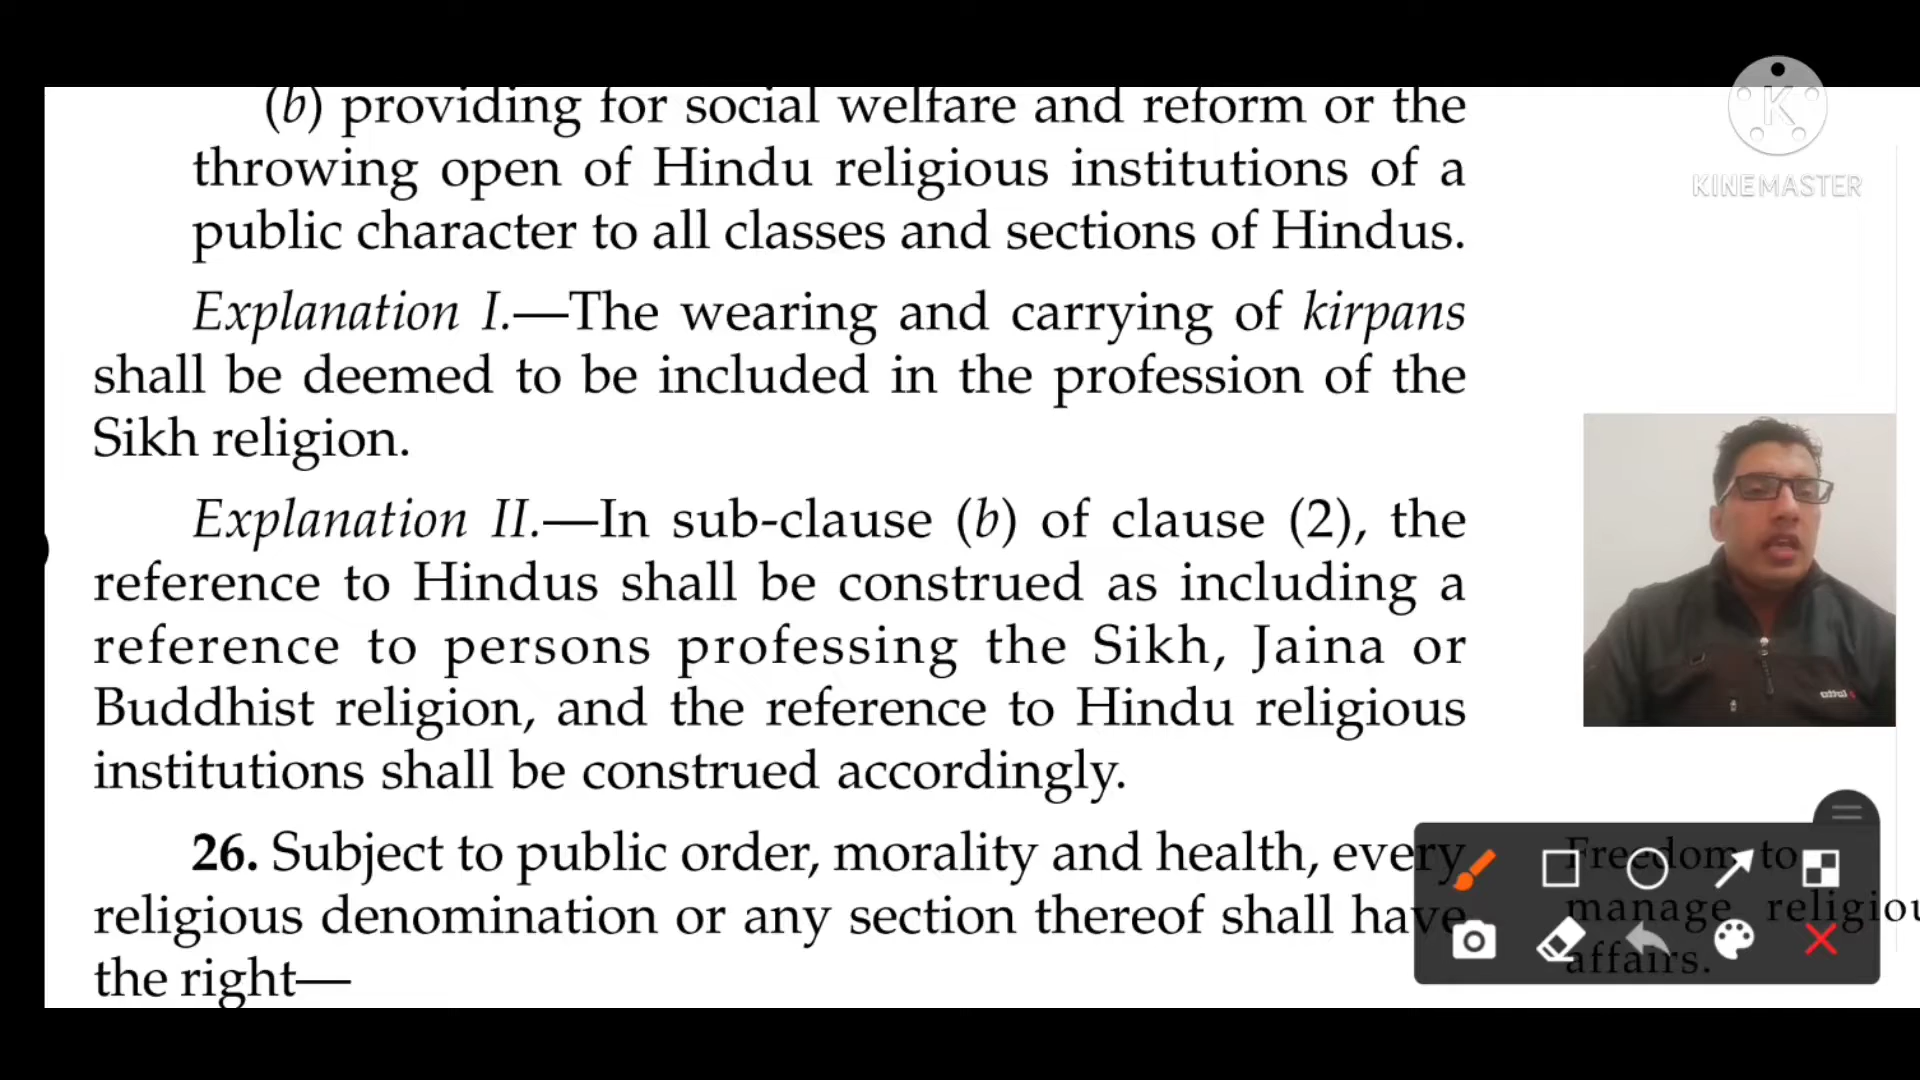 (b) providing for social welfare and reform or the
throwing open of Hindu religious institutions of a
public character to all classes and sections of Hindus.
Explanation I.—The wearing and carrying of kirpans
shall be deemed to be included in the profession of the
Sikh religion.
Explanation II.—In sub-clause (b) of clause (2), the
reference to Hindus shall be construed as including a
reference to persons professing the Sikh, Jaina or
Buddhist religion, and the reference to Hindu religious
institutions shall be construed accordingly.
26. Subject to public order, morality and health, every
religious denomination or any section thereof shall have
the right—
Freedom to
manage religiou
affairs.
K
KINEMASTER